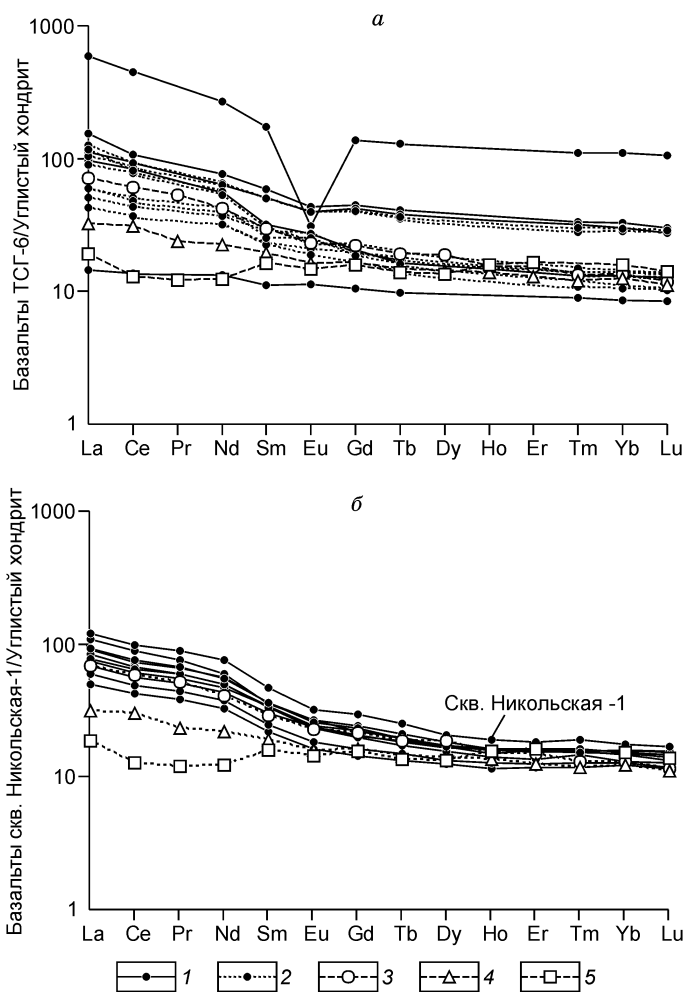 а
Базальты ТСГ-6/Углистый хондрит
1000
100
10
1
La Ce Pr Nd Sm Eu Gd Tb Dy Ho Er Tm Yb Lu
б
Базальты скв. Никольская-1/Углистый хондрит
1000
100
10
1
Скв. Никольская -1
La Ce Pr Nd Sm Eu Gd Tb Dy Ho Er Tm Yb Lu
1 2 3 4 5